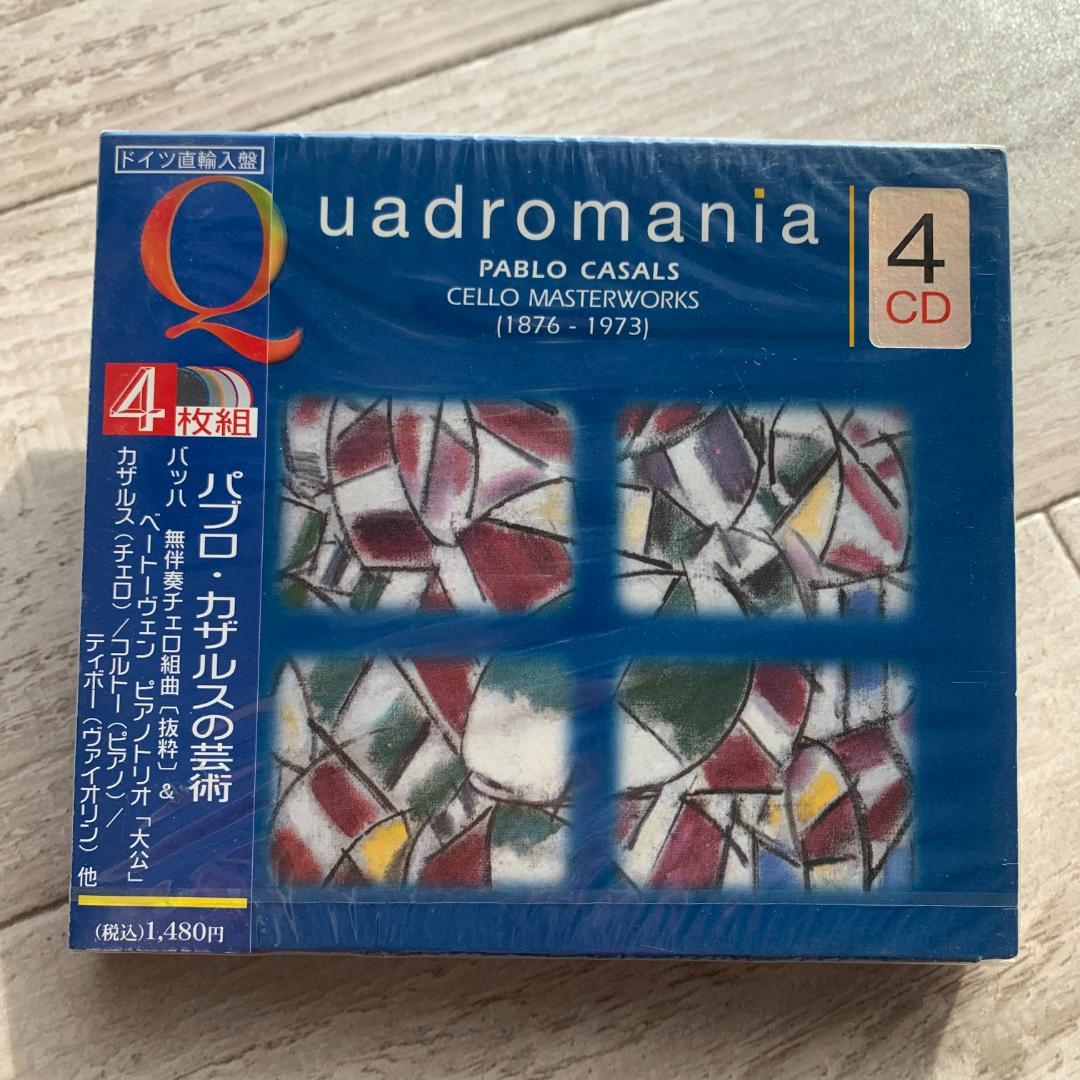 ドイツ直輸入盤
Quadromania
PABLO CASALS
CELLO MASTERWORKS
(1876 - 1973)
4
CD
4枚組
パブロ・カザルスの芸術
バッハ 無伴奏チェロ組曲〔抜粋〕&
ベートーヴェン ピアノトリオ「大公」
カザルス(チェロ)/コルトー(ピアノ)/
ティボー(ヴァイオリン)他
(税込)1,480円